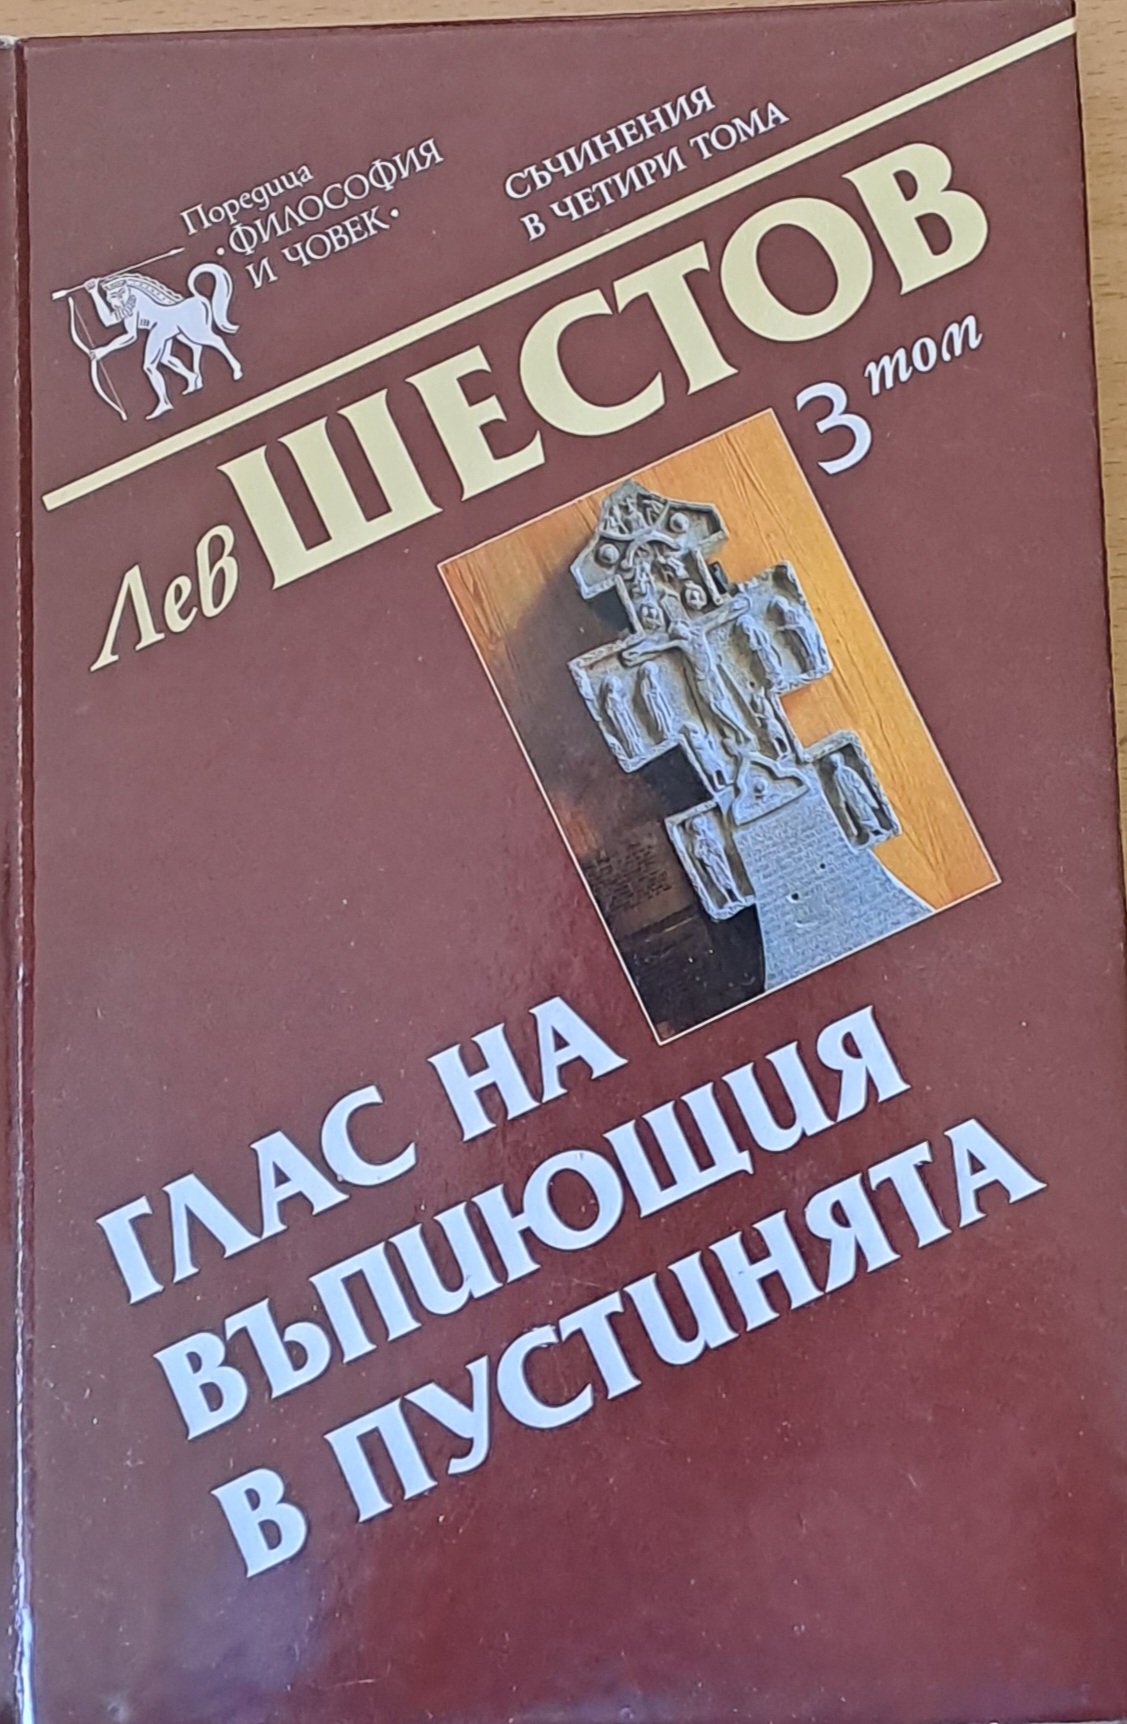 Поредица
• ФИЛОСОФИЯ
И ЧОВЕК •
СЪЧИНЕНИЯ
В ЧЕТИРИ ТОМА
Лев ШЕСТОВ
3 том
ГЛАС НА
ВЪПИЮЩИЯ
В ПУСТИНЯТА